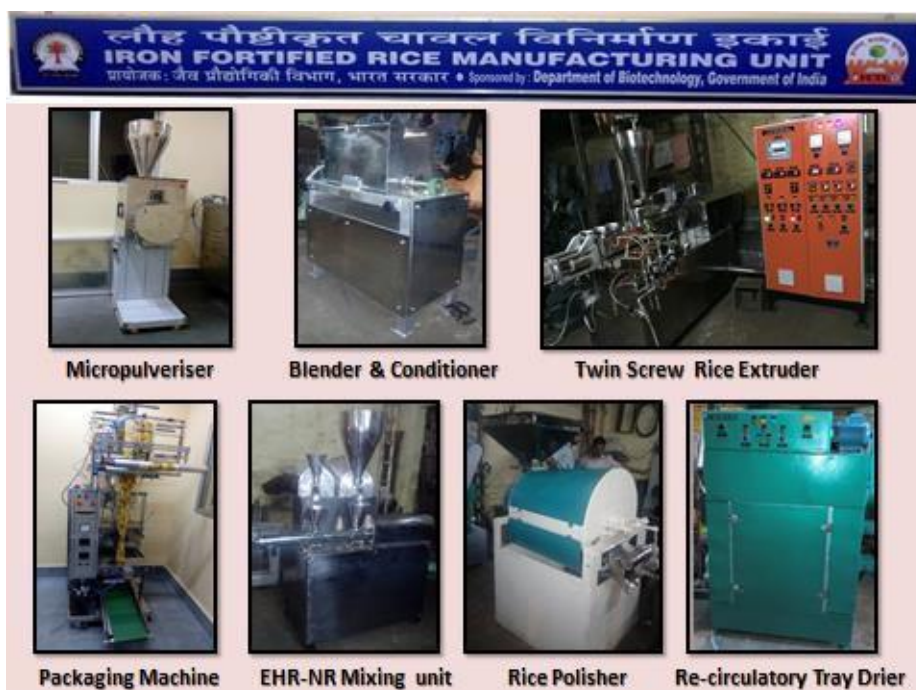 लौह पौष्टीकृत चावल विनिर्माण इकाई
IRON FORTIFIED RICE MANUFACTURING UNIT
प्रायोजक: जैव प्रौद्योगिकी विभाग, भारत सरकार • Sponsored by: Department of Biotechnology, Government of India
Micropulveriser
Blender & Conditioner
Twin Screw Rice Extruder
Packaging Machine
EHR-NR Mixing unit
Rice Polisher
Re-circulatory Tray Drier